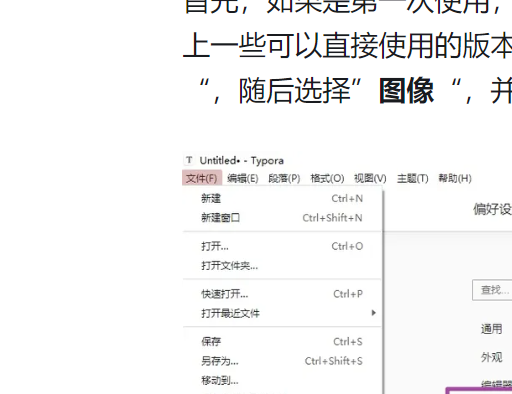 首先，如果是第一次使用，
上一些可以直接使用的版本
“，随后选择”图像“，并
Untitled• - Typora
文件(F) 编辑(E) 段落(P) 格式(O) 视图(V) 主题(T) 帮助(H)
新建 Ctrl+N
偏好设
新建窗口 Ctrl+Shift+N
打开... Ctrl+O
打开文件夹...
快速打开... Ctrl+P
查找...
打开最近文件
通用
保存 Ctrl+S
外观
另存为... Ctrl+Shift+S
移动到...
编辑器